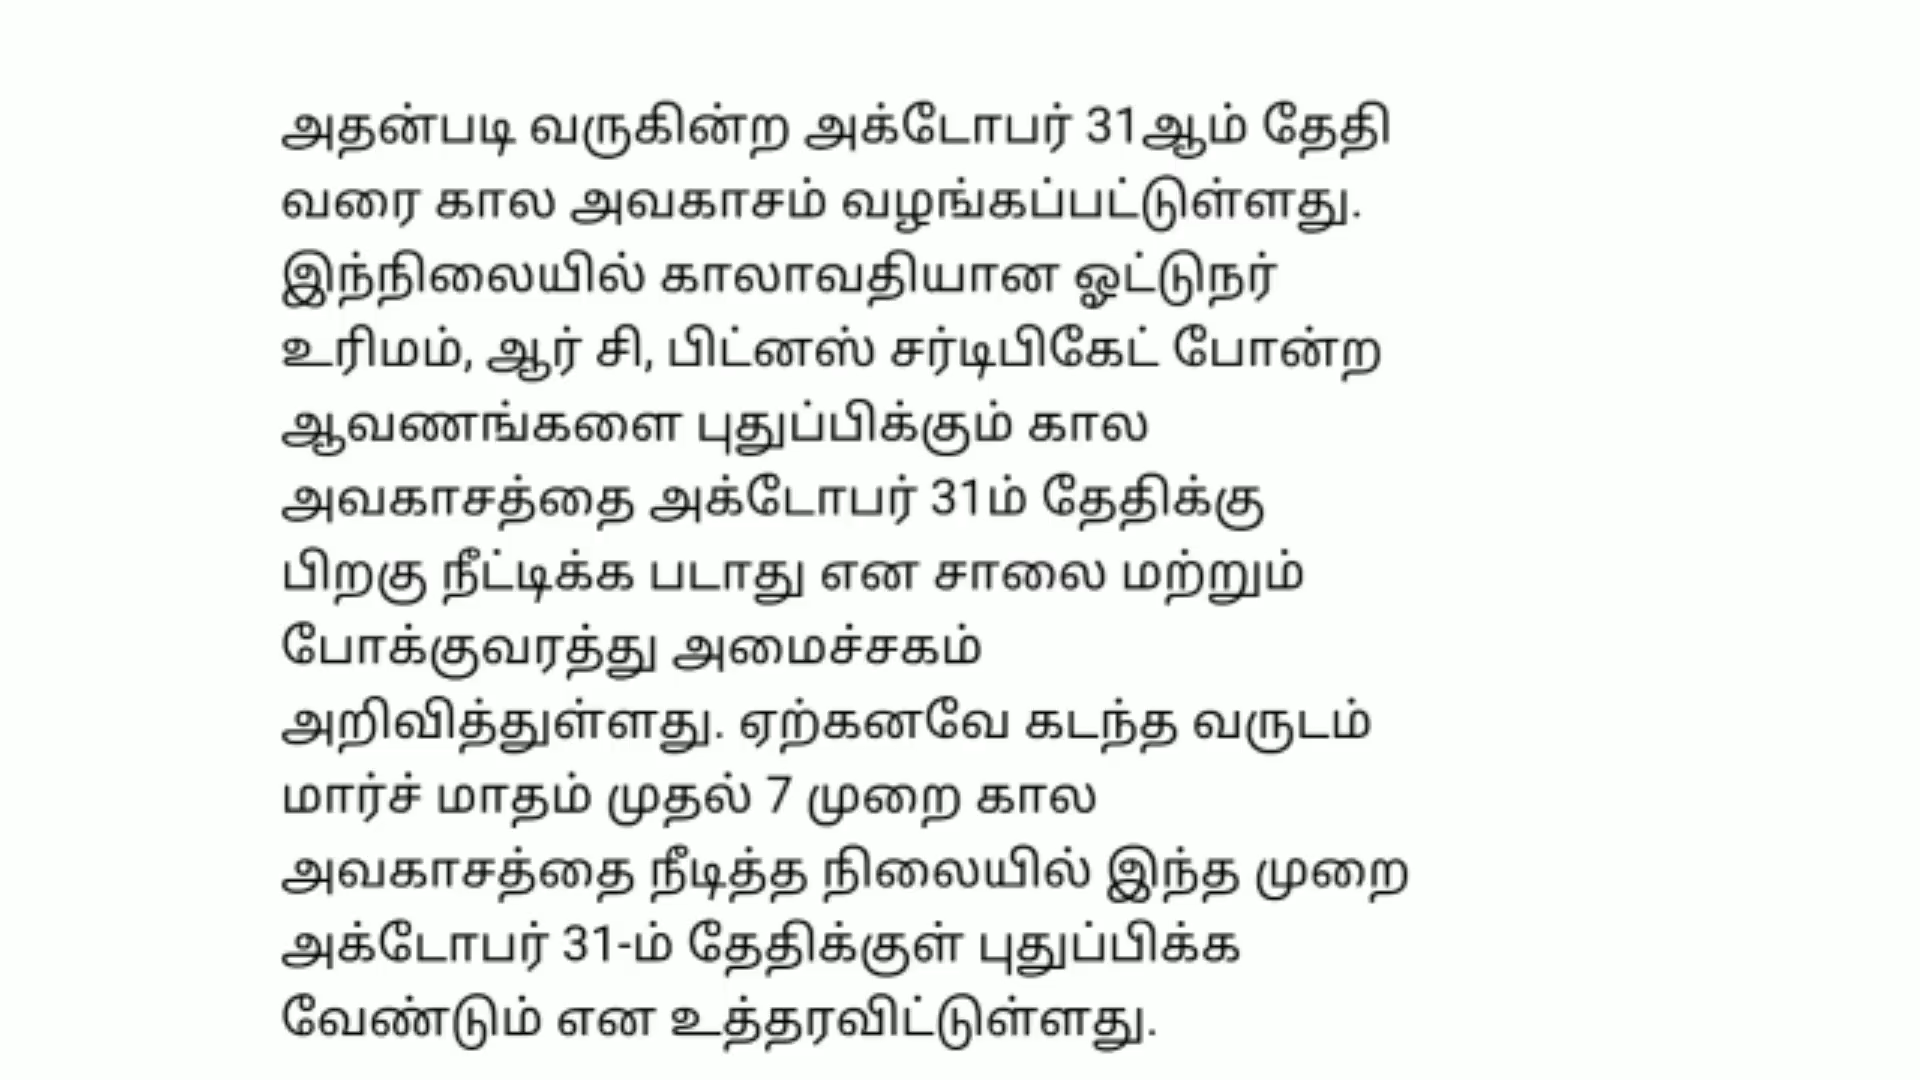 அதன்படி வருகின்ற அக்டோபர் 31ஆம் தேதி
வரை கால அவகாசம் வழங்கப்பட்டுள்ளது.
இந்நிலையில் காலாவதியான ஓட்டுநர்
உரிமம், ஆர் சி, பிட்னஸ் சர்டிபிகேட் போன்ற
ஆவணங்களை புதுப்பிக்கும் கால
அவகாசத்தை அக்டோபர் 31ம் தேதிக்கு
பிறகு நீட்டிக்க படாது என சாலை மற்றும்
போக்குவரத்து அமைச்சகம்
அறிவித்துள்ளது. ஏற்கனவே கடந்த வருடம்
மார்ச் மாதம் முதல் 7 முறை கால
அவகாசத்தை நீடித்த நிலையில் இந்த முறை
அக்டோபர் 31-ம் தேதிக்குள் புதுப்பிக்க
வேண்டும் என உத்தரவிட்டுள்ளது.